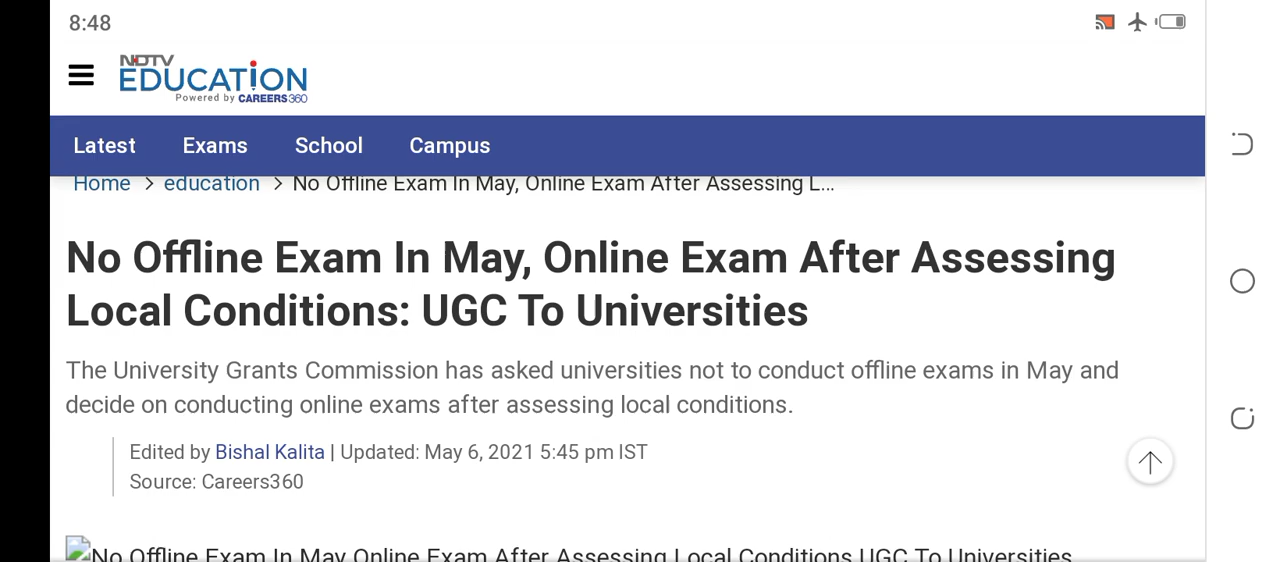 8:48
NDTV
EDUCATION
Powered by CAREERS360
Latest Exams School Campus
Home > education > No Offline Exam In May, Online Exam After Assessing L...
No Offline Exam In May, Online Exam After Assessing
Local Conditions: UGC To Universities
The University Grants Commission has asked universities not to conduct offline exams in May and
decide on conducting online exams after assessing local conditions.
Edited by Bishal Kalita | Updated: May 6, 2021 5:45 pm IST
Source: Careers360
No Offline Exam In May Online Exam After Assessing Local Conditions UGC To Universities